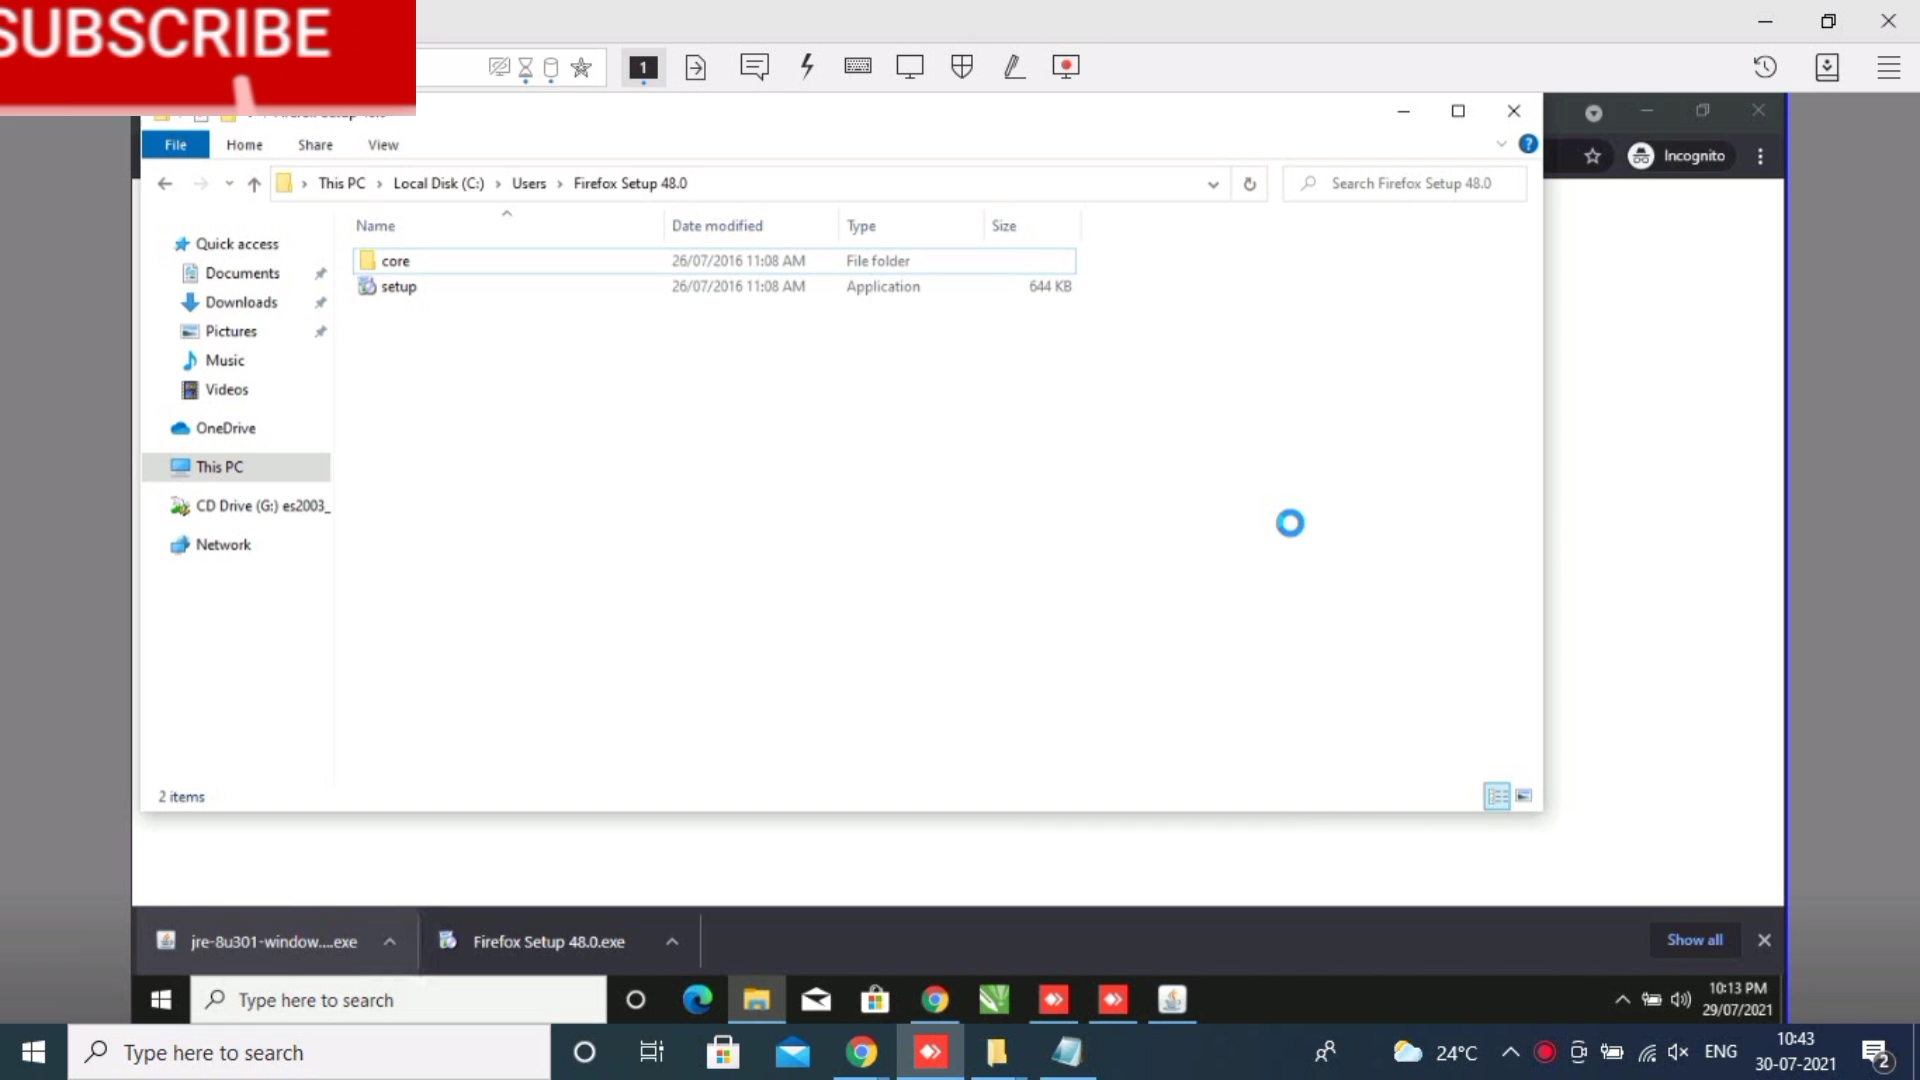 SUBSCRIBE
1
File Home Share View
Incognito
This PC > Local Disk (C:) > Users > Firefox Setup 48.0
Search Firefox Setup 48.0
Name Date modified Type Size
core 26/07/2016 11:08 AM File folder
setup 26/07/2016 11:08 AM Application 644 KB
Quick access
Documents
Downloads
Pictures
Music
Videos
OneDrive
This PC
CD Drive (G:) es2003_
Network
2 items
jre-8u301-window....exe
Firefox Setup 48.0.exe
Show all
Type here to search
10:13 PM
29/07/2021
Type here to search
24°C
ENG
10:43
30-07-2021
2